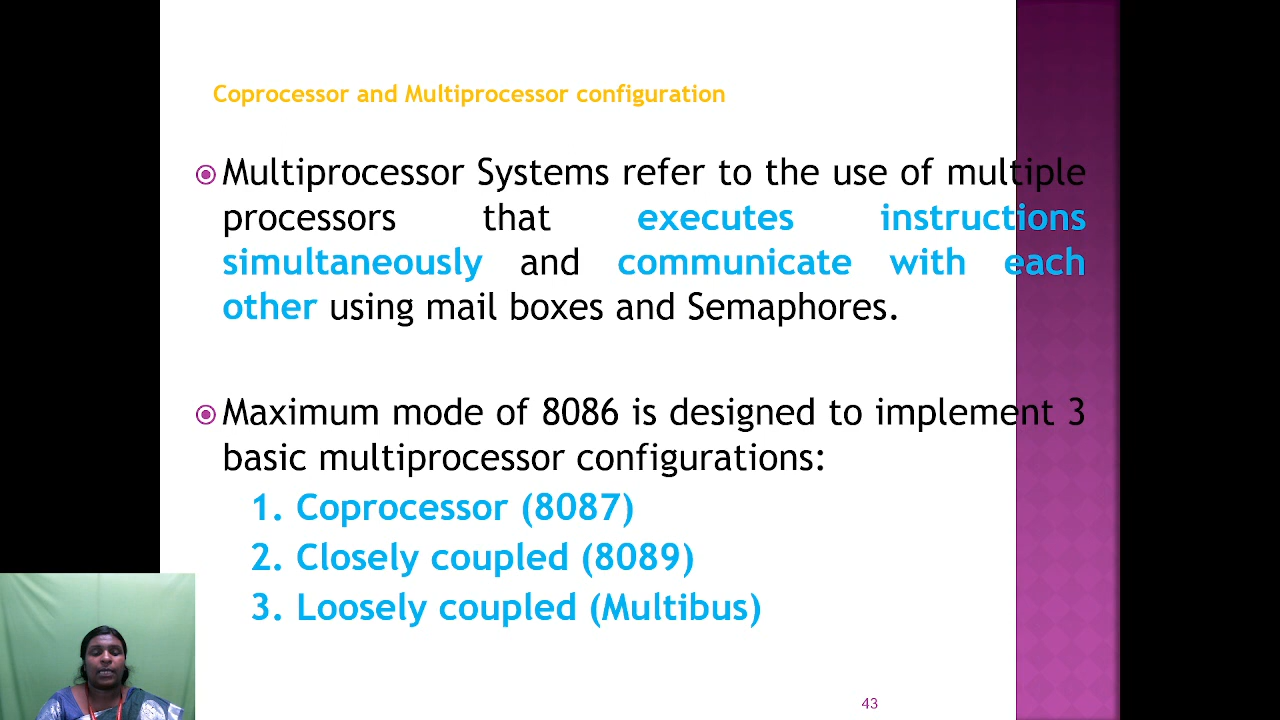 Coprocessor and Multiprocessor configuration
Multiprocessor Systems refer to the use of multiple
processors that executes instructions
simultaneously and communicate with each
other using mail boxes and Semaphores.
Maximum mode of 8086 is designed to implement 3
basic multiprocessor configurations:
1. Coprocessor (8087)
2. Closely coupled (8089)
3. Loosely coupled (Multibus)
43